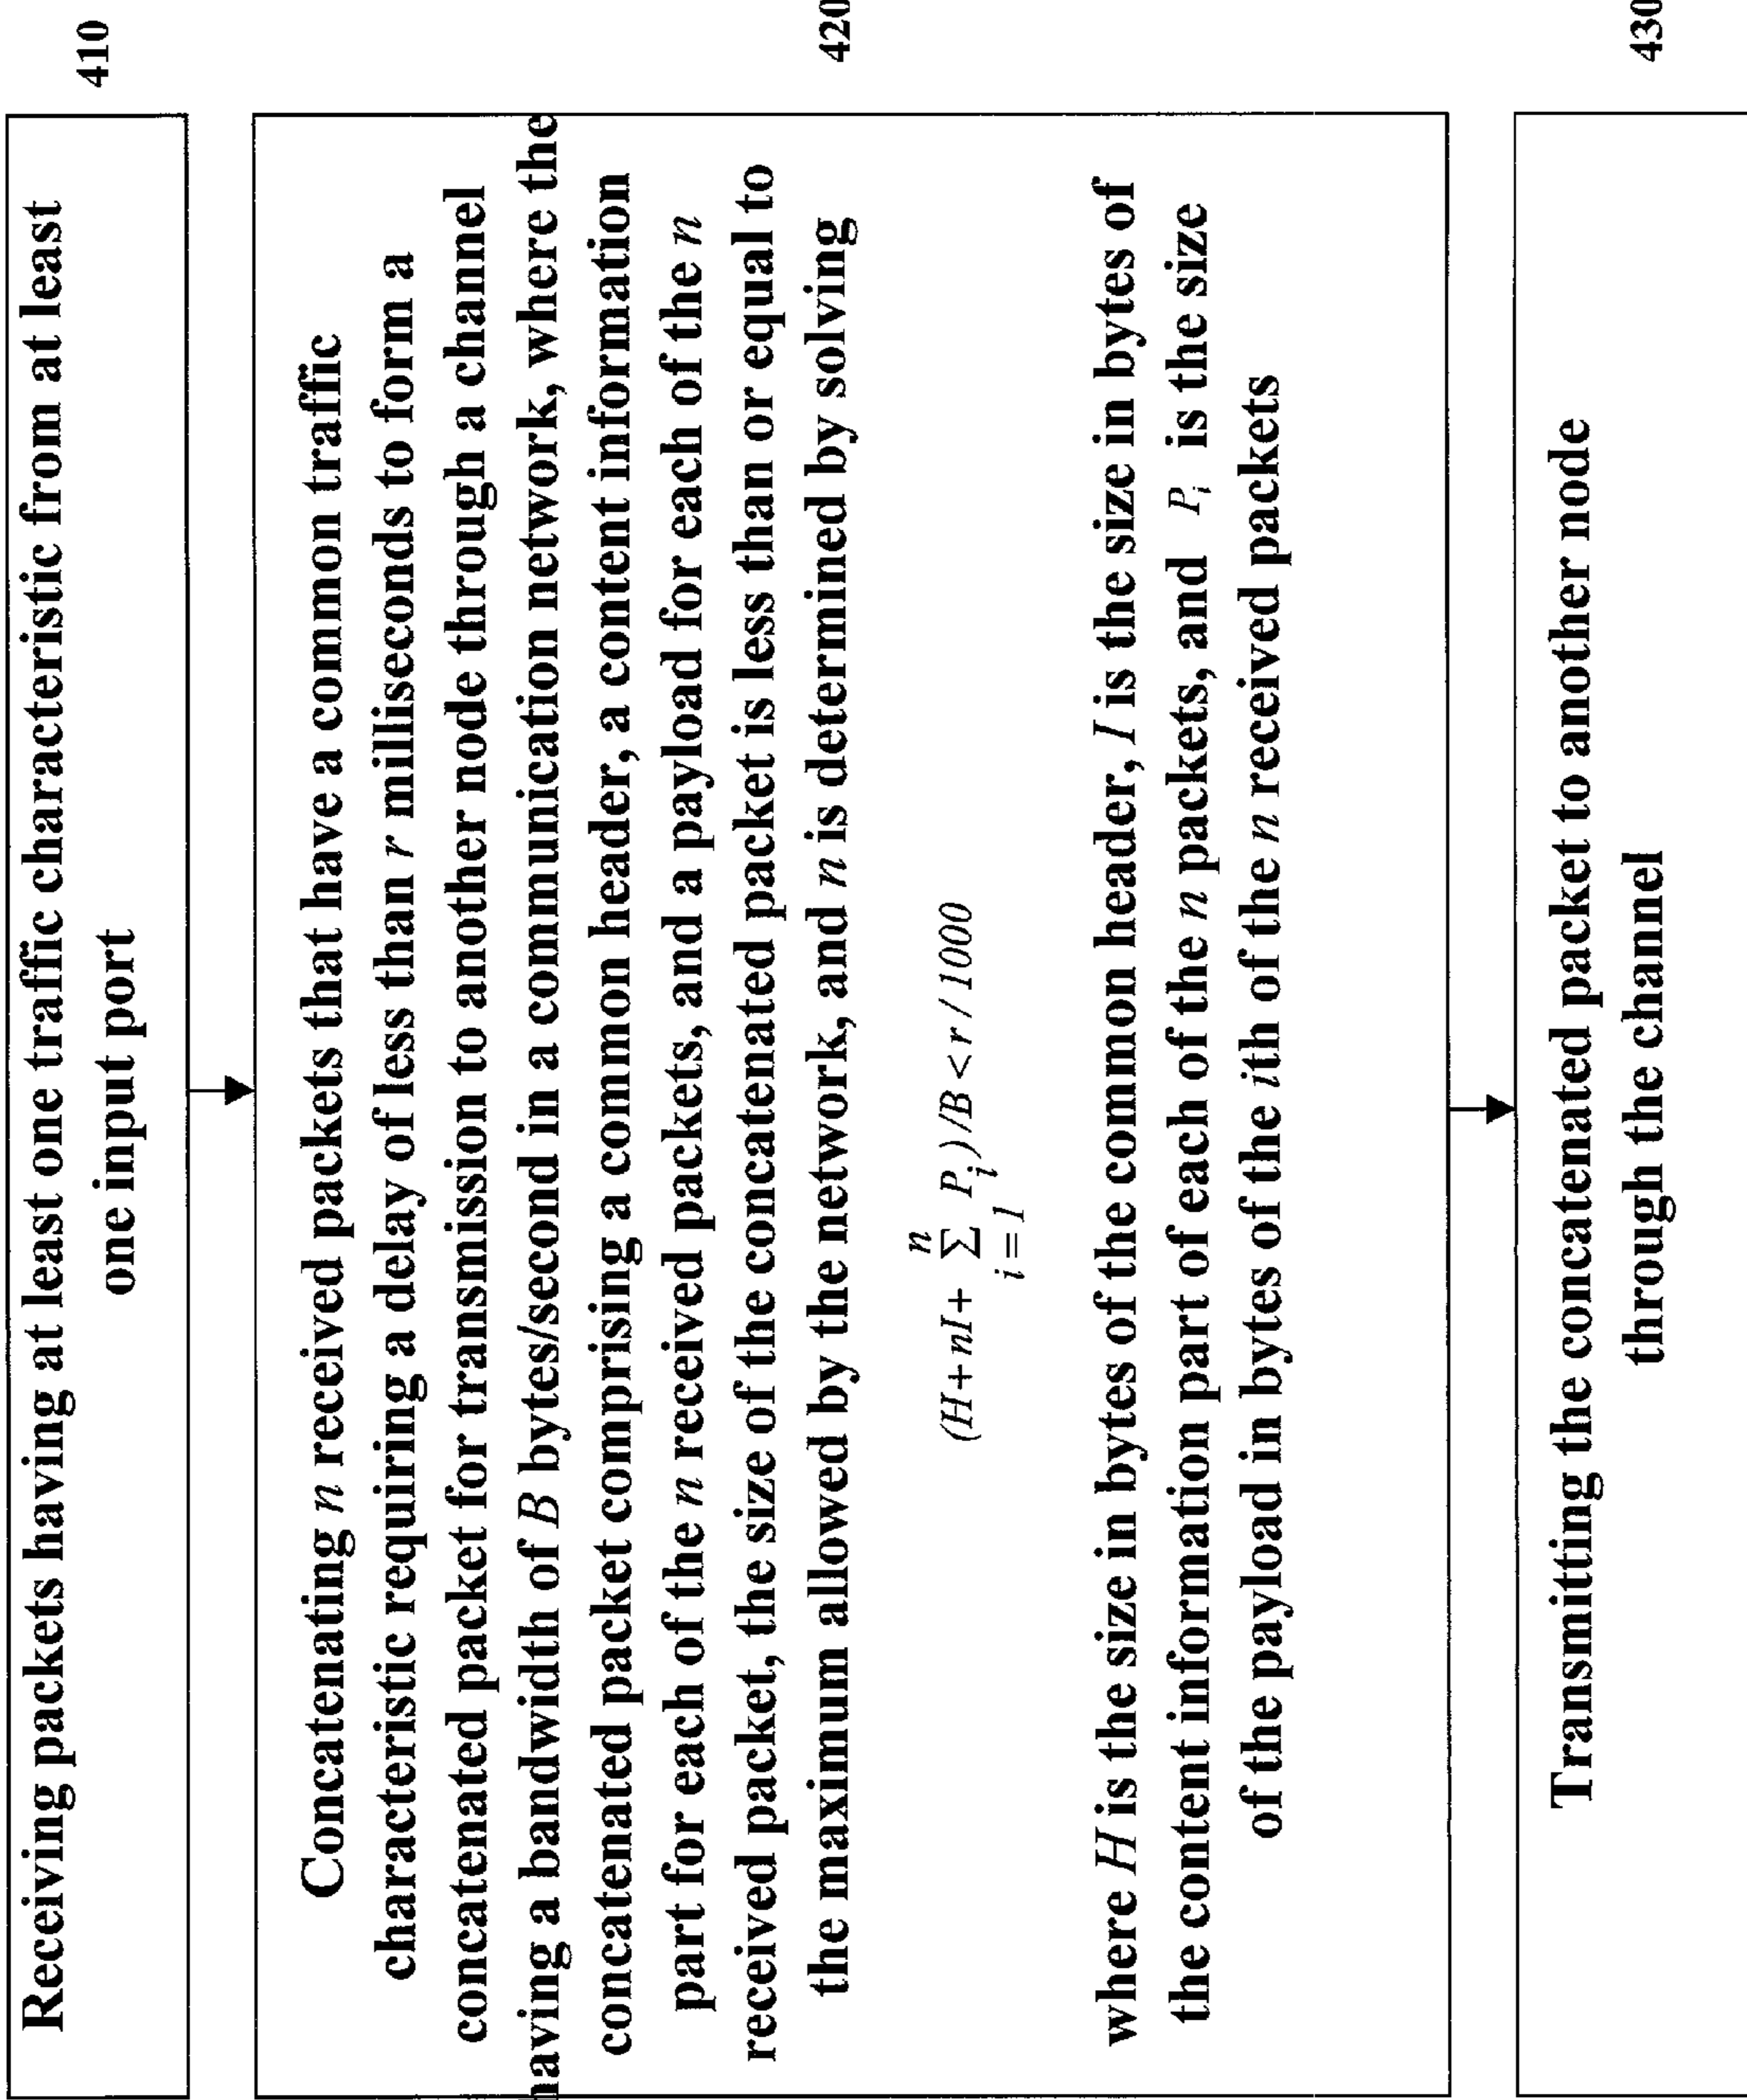 Receiving packets having at least one traffic characteristic from at least
one input port
410
Concatenating n received packets that have a common traffic
characteristic requiring a delay of less than r milliseconds to form a
concatenated packet for transmission to another node through a channel
having a bandwidth of B bytes/second in a communication network, where the
concatenated packet comprising a common header, a content information
part for each of the n received packets, and a payload for each of the n
received packet, the size of the concatenated packet is less than or equal to
the maximum allowed by the network, and n is determined by solving
(H+nI+ \sum_{i=1}^{n} P_i)/B < r/1000
where H is the size in bytes of the common header, I is the size in bytes of
the content information part of each of the n packets, and P_i is the size
of the payload in bytes of the ith of the n received packets
420
Transmitting the concatenated packet to another node
through the channel
430